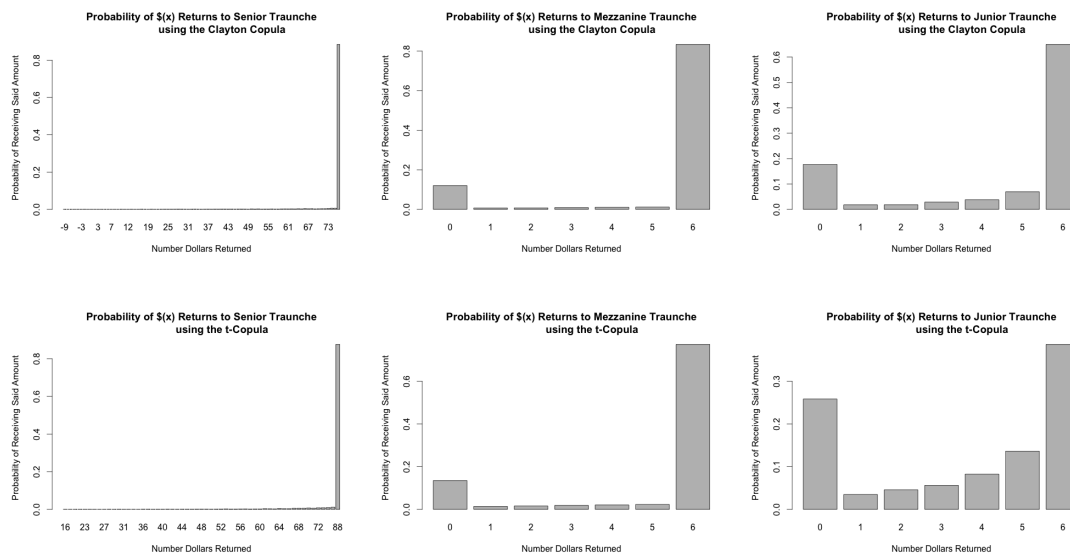 Probability of $(x) Returns to Senior Traunche
using the Clayton Copula
Probability of Receiving Said Amount
0.8
0.6
0.4
0.2
0.0
-9 -3 3 7 12 19 25 31 37 43 49 55 61 67 73
Number Dollars Returned
Probability of $(x) Returns to Mezzanine Traunche
using the Clayton Copula
Probability of Receiving Said Amount
0.8
0.6
0.4
0.2
0.0
0 1 2 3 4 5 6
Number Dollars Returned
Probability of $(x) Returns to Junior Traunche
using the Clayton Copula
Probability of Receiving Said Amount
0.6
0.5
0.4
0.3
0.2
0.1
0.0
0 1 2 3 4 5 6
Number Dollars Returned
Probability of $(x) Returns to Senior Traunche
using the t-Copula
Probability of Receiving Said Amount
0.8
0.6
0.4
0.2
0.0
16 23 27 31 36 40 44 48 52 56 60 64 68 72 88
Number Dollars Returned
Probability of $(x) Returns to Mezzanine Traunche
using the t-Copula
Probability of Receiving Said Amount
0.6
0.4
0.2
0.0
0 1 2 3 4 5 6
Number Dollars Returned
Probability of $(x) Returns to Junior Traunche
using the t-Copula
Probability of Receiving Said Amount
0.3
0.2
0.1
0.0
0 1 2 3 4 5 6
Number Dollars Returned